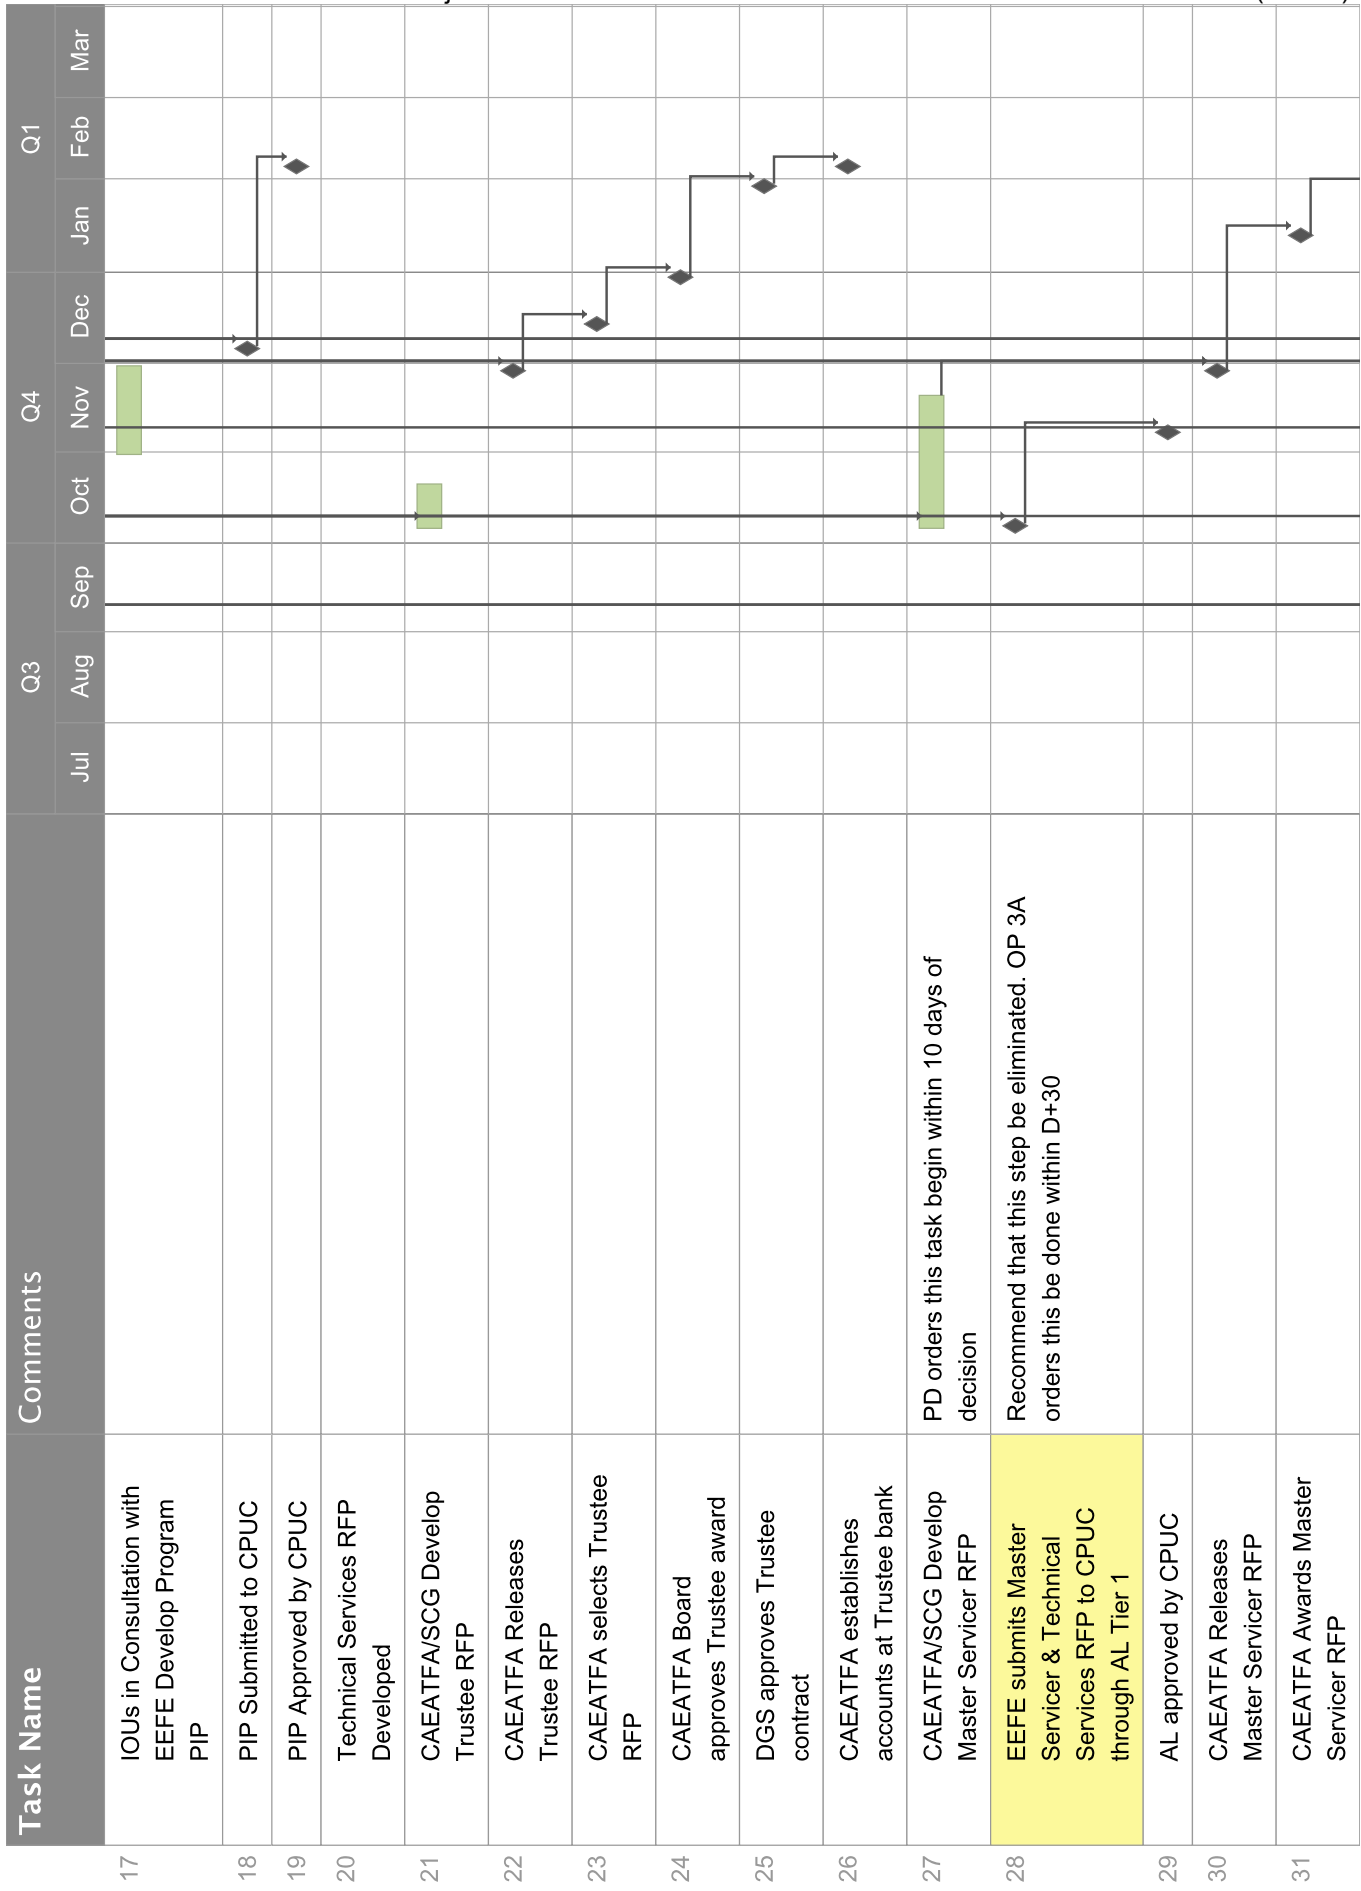 Task Name
Comments
Q3
Q4
Q1
Jul
Aug
Sep
Oct
Nov
Dec
Jan
Feb
Mar
17
IOUs in Consultation with
EEFE Develop Program
PIP
18
PIP Submitted to CPUC
19
PIP Approved by CPUC
20
Technical Services RFP
Developed
21
CAEATFA/SCG Develop
Trustee RFP
22
CAEATFA Releases
Trustee RFP
23
CAEATFA selects Trustee
RFP
24
CAEATFA Board
approves Trustee award
25
DGS approves Trustee
contract
26
CAEATFA establishes
accounts at Trustee bank
27
CAEATFA/SCG Develop
Master Servicer RFP
PD orders this task begin within 10 days of
decision
28
EEFE submits Master
Servicer & Technical
Services RFP to CPUC
through AL Tier 1
Recommend that this step be eliminated. OP 3A
orders this be done within D+30
29
AL approved by CPUC
30
CAEATFA Releases
Master Servicer RFP
31
CAEATFA Awards Master
Servicer RFP